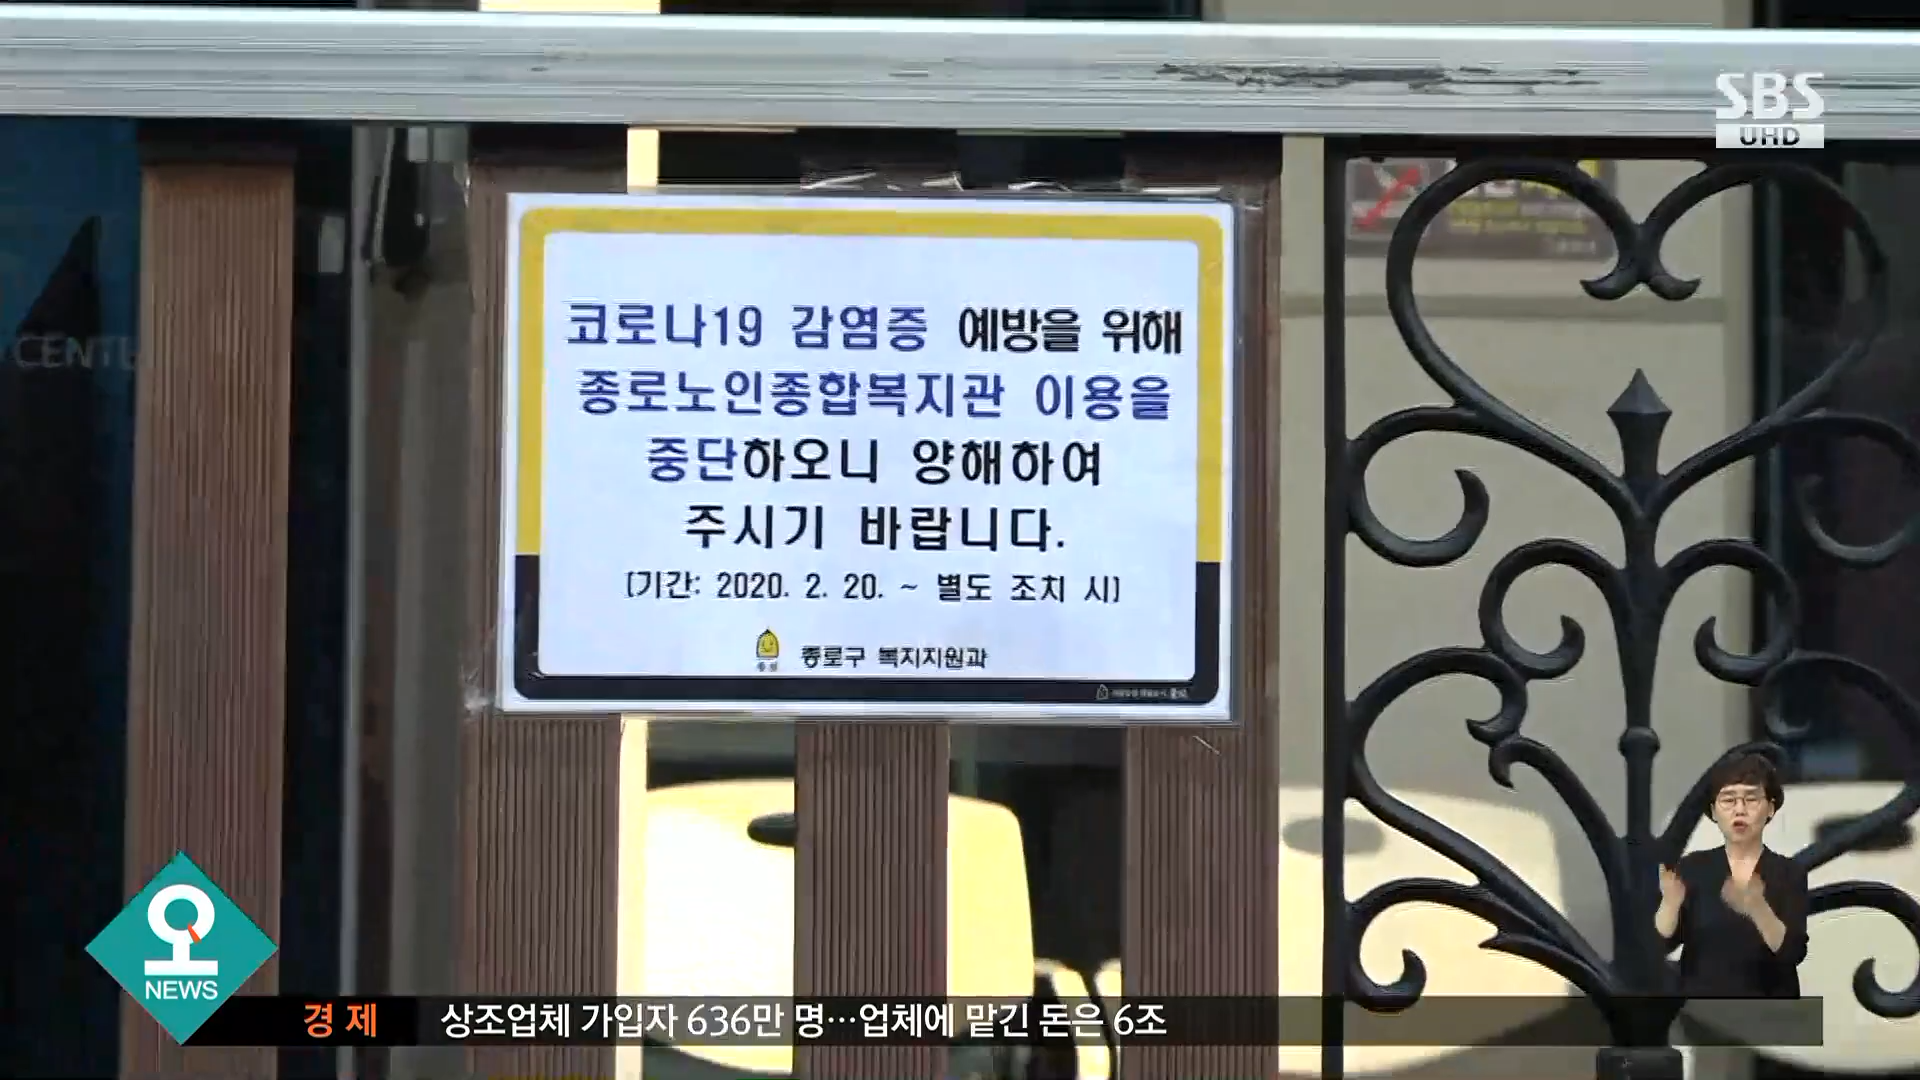 SBS
UHD
CENT
코로나19 감염증 예방을 위해
종로노인종합복지관 이용을
중단하오니 양해하여
주시기 바랍니다.
[기간: 2020. 2. 20. ~ 별도 조치 시]
종로구 복지지원과
오
NEWS
경제
상조업체 가입자 636만 명…업체에 맡긴 돈은 6조